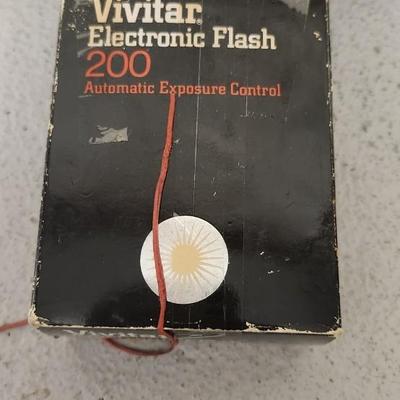 Vivitar®
Electronic Flash
200
Automatic Exposure Control